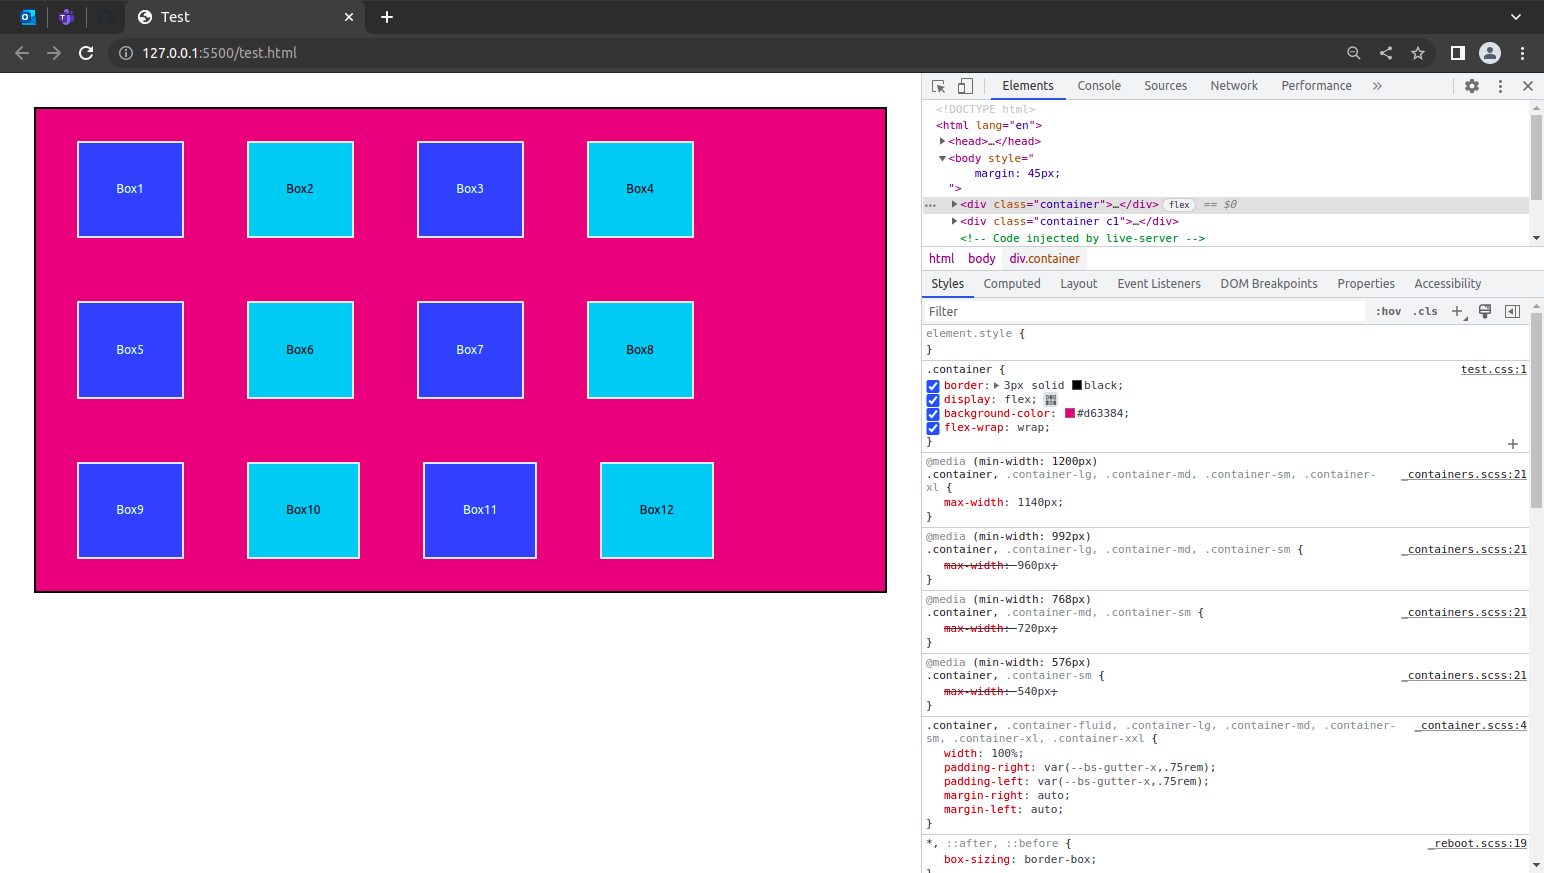 Test
127.0.0.1:5500/test.html
Box1
Box2
Box3
Box4
Box5
Box6
Box7
Box8
Box9
Box10
Box11
Box12
Elements Console Sources Network Performance »
<!DOCTYPE html>
<html lang="en">
<head>…</head>
<body style="
margin: 45px;
">
<div class="container">…</div> flex == $0
<div class="container c1">…</div>
<!-- Code injected by live-server -->
html body div.container
Styles Computed Layout Event Listeners DOM Breakpoints Properties Accessibility
Filter :hov .cls
element.style {
}
.container { test.css:1
border: 3px solid black;
display: flex;
background-color: #d63384;
flex-wrap: wrap;
}
@media (min-width: 1200px)
.container, .container-lg, .container-md, .container-sm, .container- _containers.scss:21
xl {
max-width: 1140px;
}
@media (min-width: 992px)
.container, .container-lg, .container-md, .container-sm { _containers.scss:21
max-width: 960px;
}
@media (min-width: 768px)
.container, .container-md, .container-sm { _containers.scss:21
max-width: 720px;
}
@media (min-width: 576px)
.container, .container-sm { _containers.scss:21
max-width: 540px;
}
.container, .container-fluid, .container-lg, .container-md, .container- _container.scss:4
sm, .container-xl, .container-xxl {
width: 100%;
padding-right: var(--bs-gutter-x,.75rem);
padding-left: var(--bs-gutter-x,.75rem);
margin-right: auto;
margin-left: auto;
}
*, ::after, ::before { _reboot.scss:19
box-sizing: border-box;
}